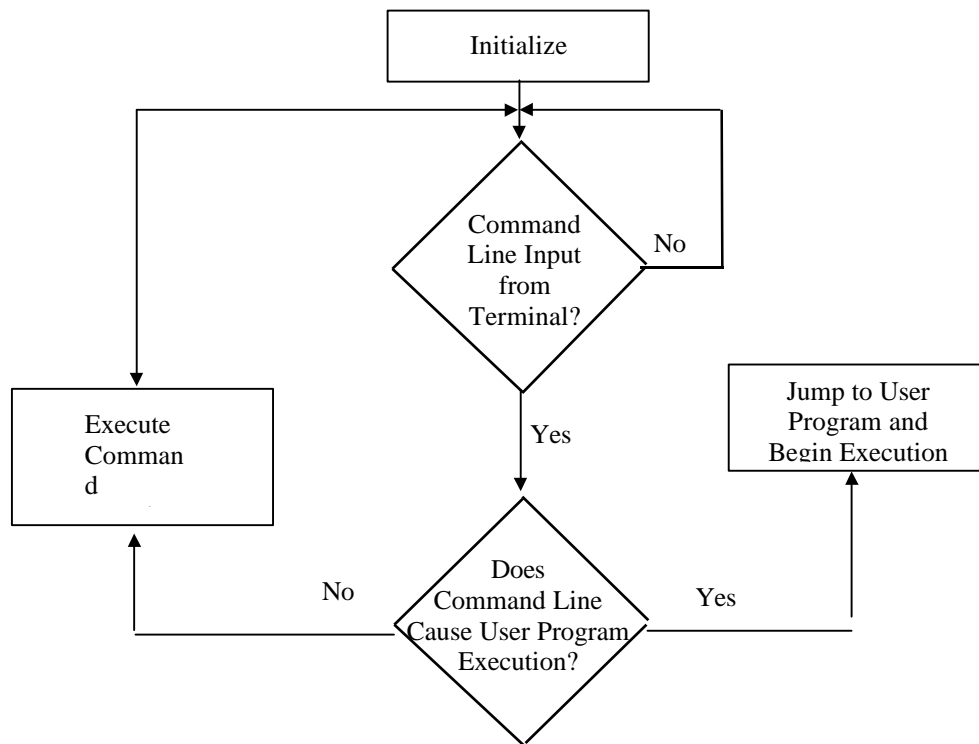 Initialize
Command
Line Input
from
Terminal?
No
Yes
Execute
Comman
d
Jump to User
Program and
Begin Execution
Does
Command Line
Cause User Program
Execution?
No
Yes